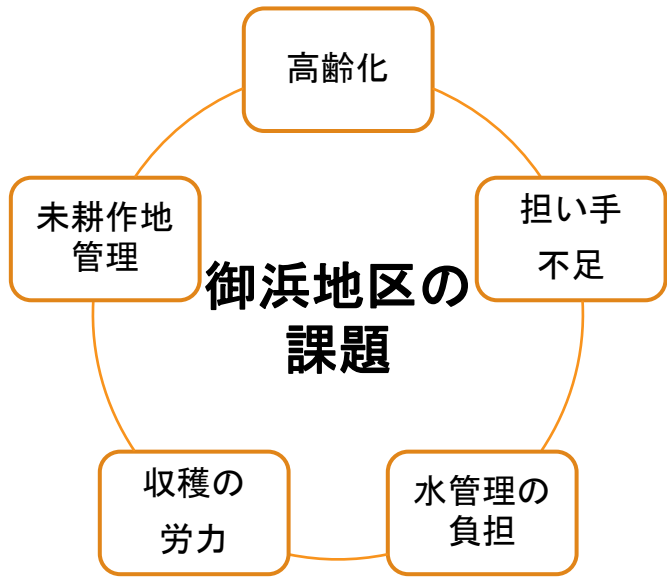 高齢化
担い手
不足
水管理の
負担
収穫の
労力
未耕作地
管理
御浜地区の
課題